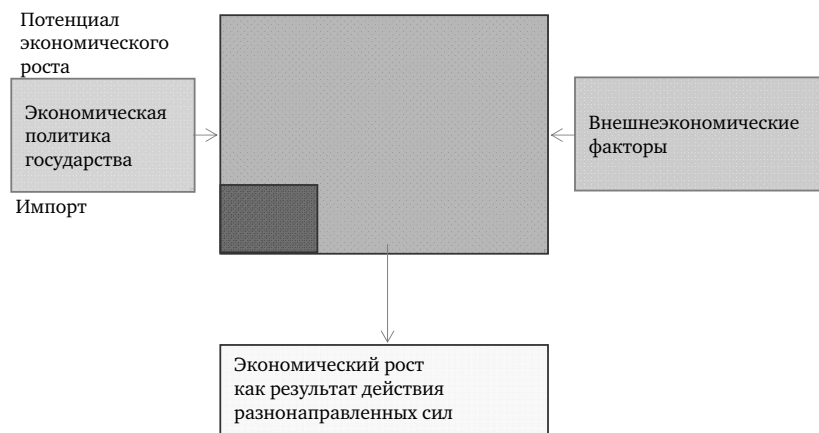 Потенциал
экономического
роста
Экономическая
политика
государства
Импорт
Внешнеэкономические
факторы
Экономический рост
как результат действия
разнонаправленных сил